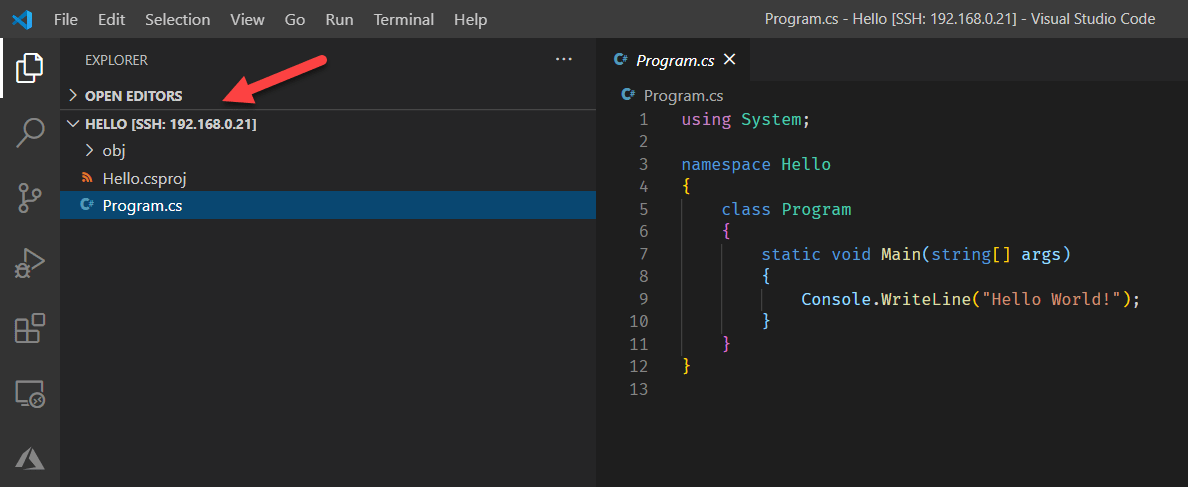 File Edit Selection View Go Run Terminal Help Program.cs - Hello [SSH: 192.168.0.21] - Visual Studio Code
EXPLORER ...
OPEN EDITORS
HELLO [SSH: 192.168.0.21]
obj
Hello.csproj
C# Program.cs
C# Program.cs
C# Program.cs
1 using System;
2
3 namespace Hello
4 {
5 class Program
6 {
7 static void Main(string[] args)
8 {
9 Console.WriteLine("Hello World!");
10 }
11 }
12 }
13